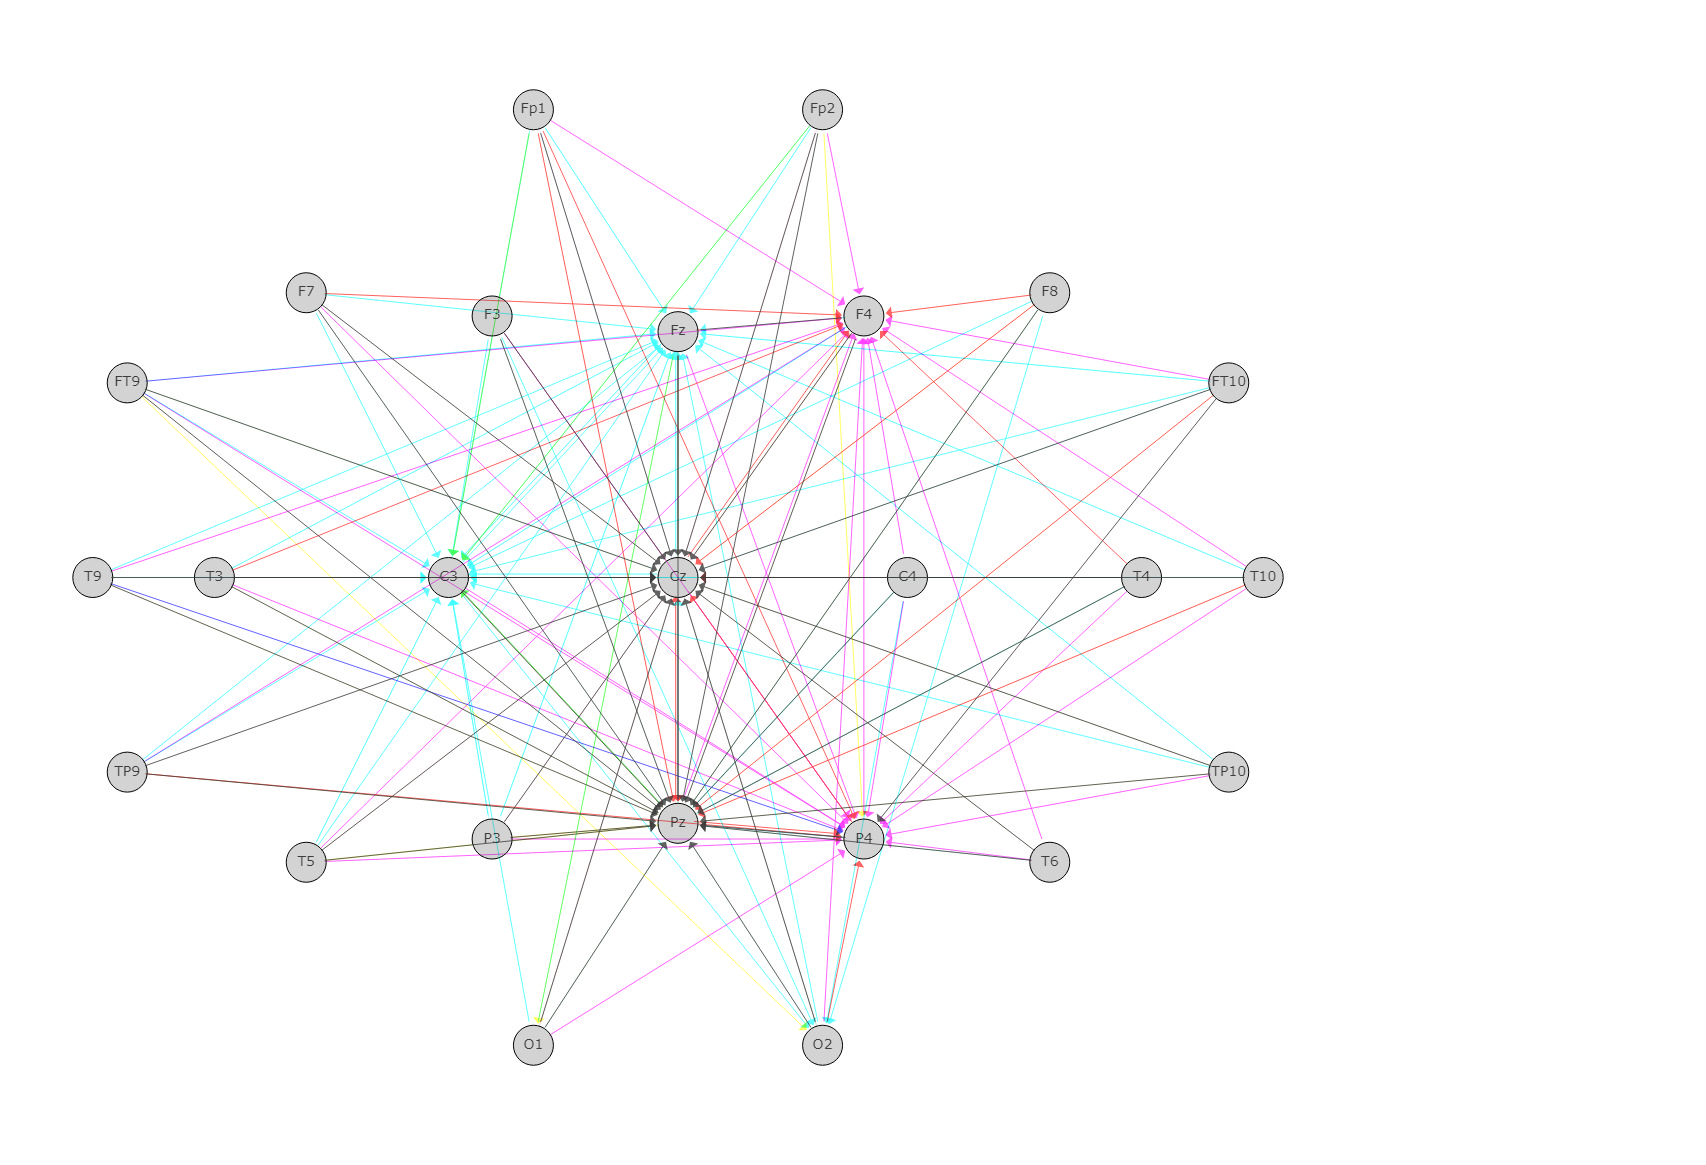 Fp1 Fp2
F7 F3 Fz F4 F8
FT9 FT10
T9 T3 C3 Cz C4 T4 T10
TP9 TP10
T5 P3 Pz P4 T6
O1 O2